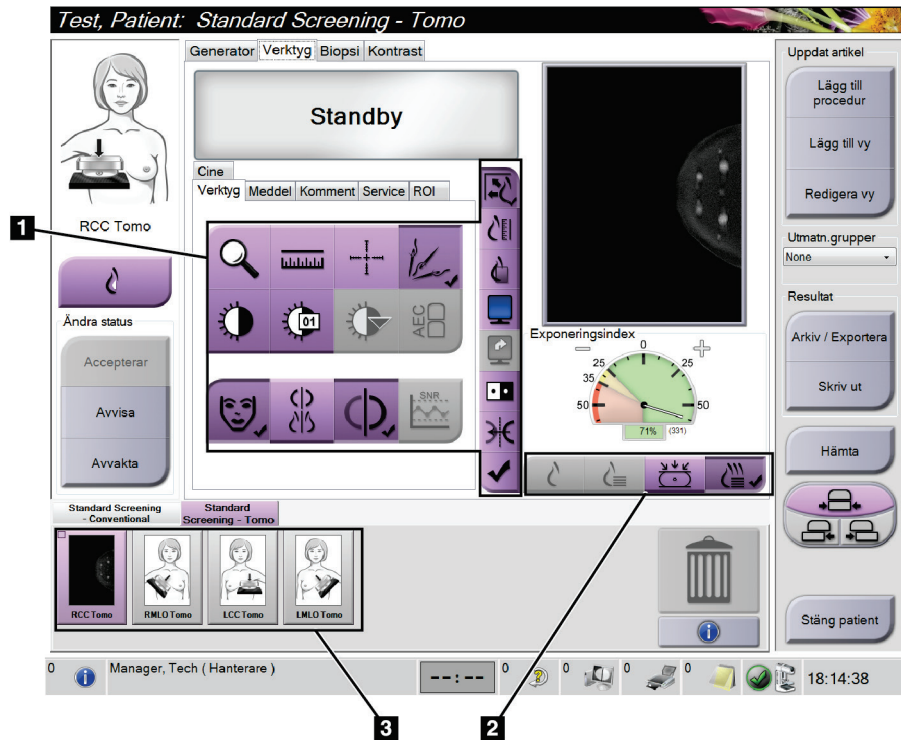 Test, Patient: Standard Screening - Tomo
Generator Verktyg Biopsi Kontrast
Standby
Cine
Verktyg Meddel Komment Service ROI
RCC Tomo
Ändra status
Accepterar
Avvisa
Avvakta
01
AEC
SNR
Exponeringsindex
0
25 25
35
50 50
71% (331)
Uppdat artikel
Lägg till
procedur
Lägg till vy
Redigera vy
Utmatn.grupper
None
Resultat
Arkiv / Exportera
Skriv ut
Hämta
Stäng patient
Standard Screening
- Conventional
Standard
Screening - Tomo
RCC Tomo
RMLO Tomo
LCC Tomo
LMLO Tomo
0 Manager, Tech ( Hanterare ) --:-- 0 0 0 0 18:14:38
1
2
3